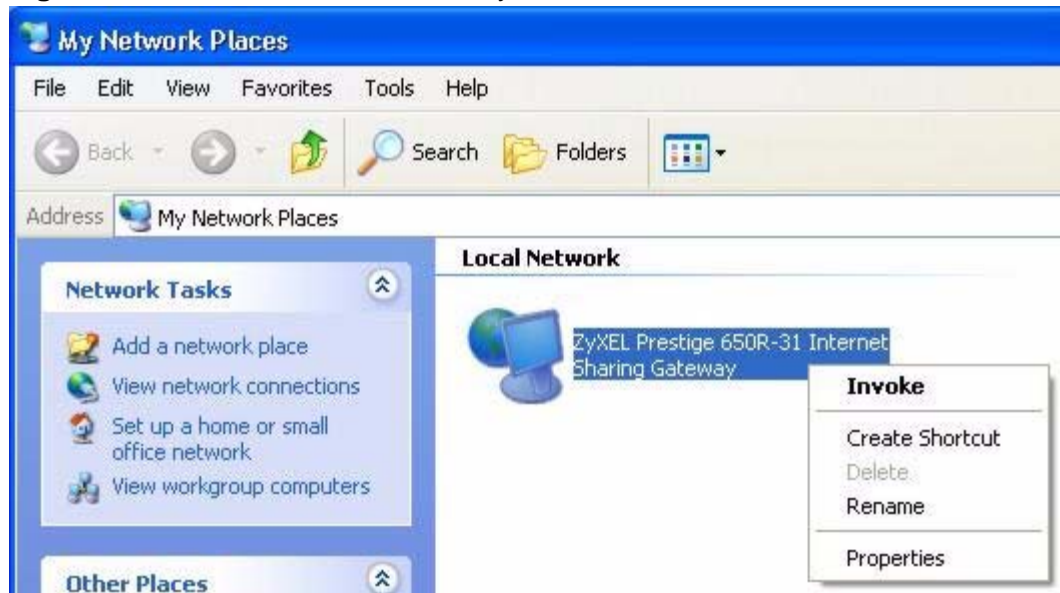 My Network Places
File Edit View Favorites Tools Help
Back Search Folders
Address My Network Places
Network Tasks
Add a network place
View network connections
Set up a home or small
office network
View workgroup computers
Other Places
Local Network
ZyXEL Prestige 650R-31 Internet
Sharing Gateway
Invoke
Create Shortcut
Delete
Rename
Properties